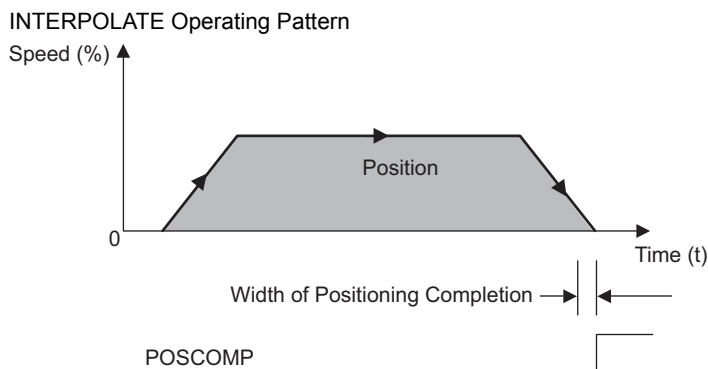 INTERPOLATE Operating Pattern
Speed (%)
Position
0
Time (t)
Width of Positioning Completion
POSCOMP